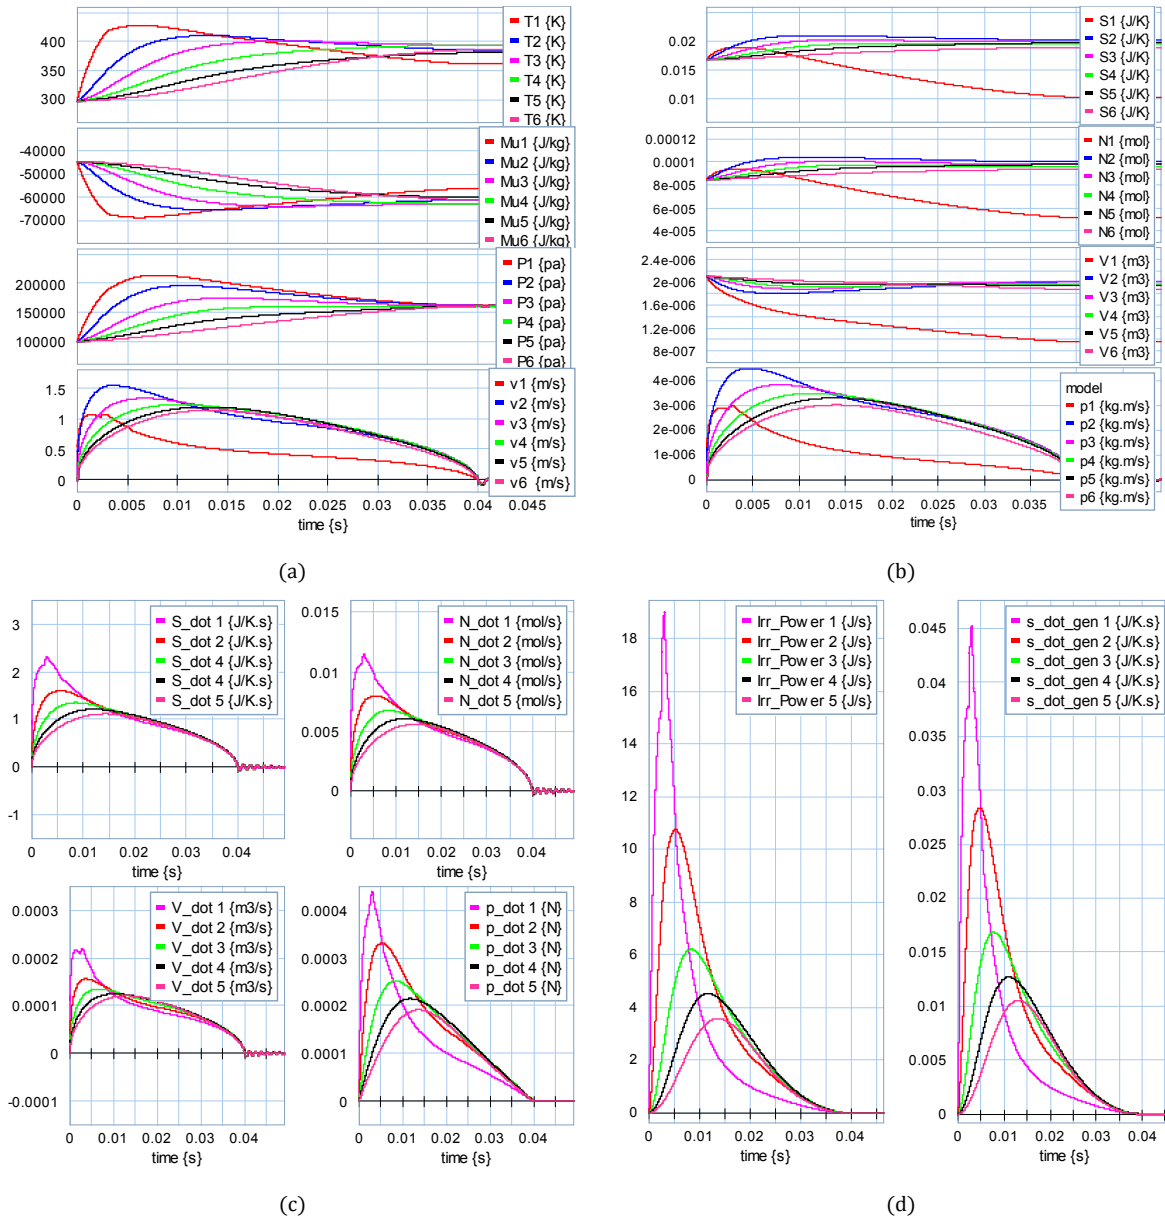 400
350
300
T1 {K}
T2 {K}
T3 {K}
T4 {K}
T5 {K}
T6 {K}
-40000
-50000
-60000
-70000
Mu1 {J/kg}
Mu2 {J/kg}
Mu3 {J/kg}
Mu4 {J/kg}
Mu5 {J/kg}
Mu6 {J/kg}
200000
150000
100000
P1 {pa}
P2 {pa}
P3 {pa}
P4 {pa}
P5 {pa}
P6 {pa}
1.5
1
0.5
0
v1 {m/s}
v2 {m/s}
v3 {m/s}
v4 {m/s}
v5 {m/s}
v6 {m/s}
0 0.005 0.01 0.015 0.02 0.025 0.03 0.035 0.04 0.045
time {s}
(a)
0.02
0.015
0.01
S1 {J/K}
S2 {J/K}
S3 {J/K}
S4 {J/K}
S5 {J/K}
S6 {J/K}
0.00012
0.0001
8e-005
6e-005
4e-005
N1 {mol}
N2 {mol}
N3 {mol}
N4 {mol}
N5 {mol}
N6 {mol}
2.4e-006
2e-006
1.6e-006
1.2e-006
8e-007
V1 {m3}
V2 {m3}
V3 {m3}
V4 {m3}
V5 {m3}
V6 {m3}
4e-006
3e-006
2e-006
1e-006
0
model
p1 {kg.m/s}
p2 {kg.m/s}
p3 {kg.m/s}
p4 {kg.m/s}
p5 {kg.m/s}
p6 {kg.m/s}
0 0.005 0.01 0.015 0.02 0.025 0.03 0.035
time {s}
(b)
3
2
1
0
-1
S_dot 1 {J/K.s}
S_dot 2 {J/K.s}
S_dot 4 {J/K.s}
S_dot 4 {J/K.s}
S_dot 5 {J/K.s}
0 0.01 0.02 0.03 0.04
time {s}
0.015
0.01
0.005
0
N_dot 1 {mol/s}
N_dot 2 {mol/s}
N_dot 3 {mol/s}
N_dot 4 {mol/s}
N_dot 5 {mol/s}
0 0.01 0.02 0.03 0.04
time {s}
0.0003
0.0002
0.0001
0
-0.0001
V_dot 1 {m3/s}
V_dot 2 {m3/s}
V_dot 3 {m3/s}
V_dot 4 {m3/s}
V_dot 5 {m3/s}
0 0.01 0.02 0.03 0.04
time {s}
0.0004
0.0003
0.0002
0.0001
0
p_dot 1 {N}
p_dot 2 {N}
p_dot 3 {N}
p_dot 4 {N}
p_dot 5 {N}
0 0.01 0.02 0.03 0.04
time {s}
(c)
18
16
14
12
10
8
6
4
2
0
Irr_Power 1 {J/s}
Irr_Power 2 {J/s}
Irr_Power 3 {J/s}
Irr_Power 4 {J/s}
Irr_Power 5 {J/s}
0 0.01 0.02 0.03 0.04
time {s}
0.045
0.04
0.035
0.03
0.025
0.02
0.015
0.01
0.005
0
s_dot_gen 1 {J/K.s}
s_dot_gen 2 {J/K.s}
s_dot_gen 3 {J/K.s}
s_dot_gen 4 {J/K.s}
s_dot_gen 5 {J/K.s}
0 0.01 0.02 0.03 0.04
time {s}
(d)